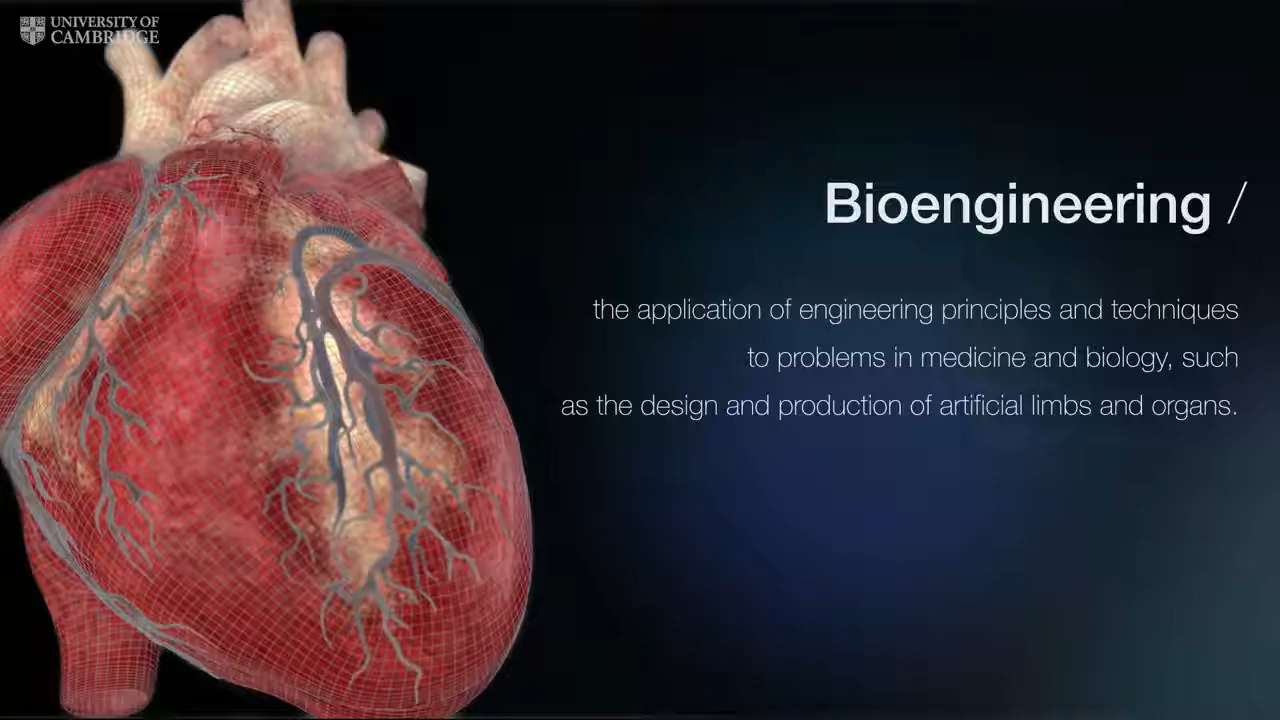 UNIVERSITY OF
CAMBRIDGE
Bioengineering /
the application of engineering principles and techniques
to problems in medicine and biology, such
as the design and production of artificial limbs and organs.